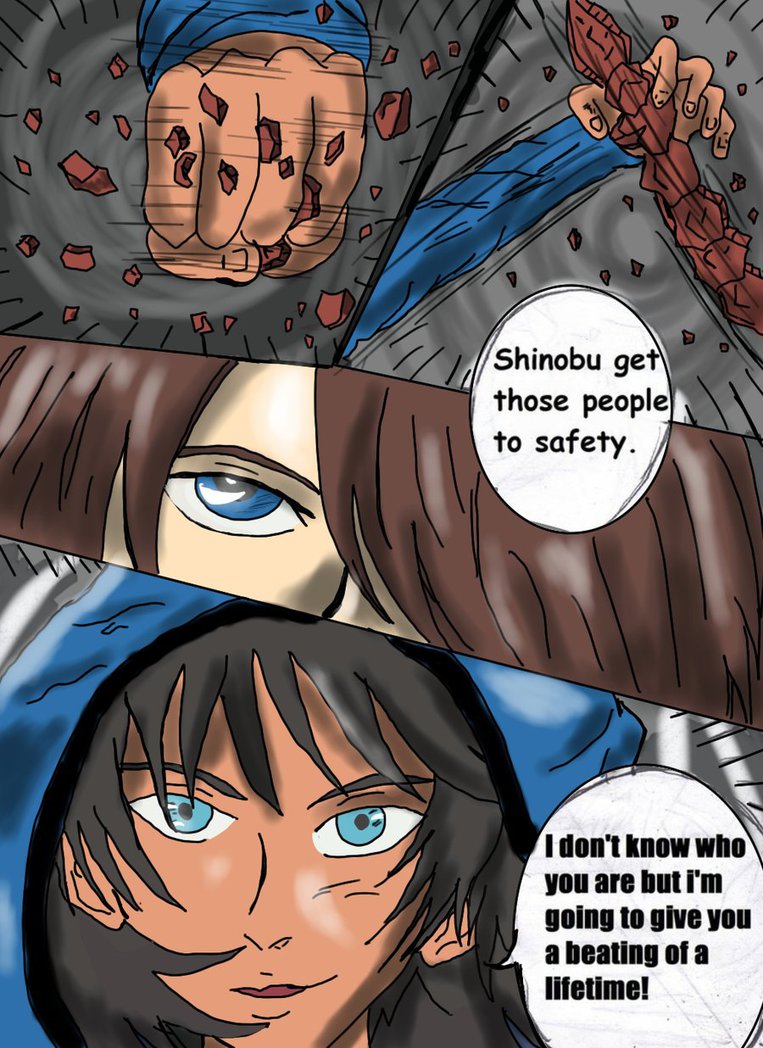 Shinobu get
those people
to safety.
I don't know who
you are but i'm
going to give you
a beating of a
lifetime!